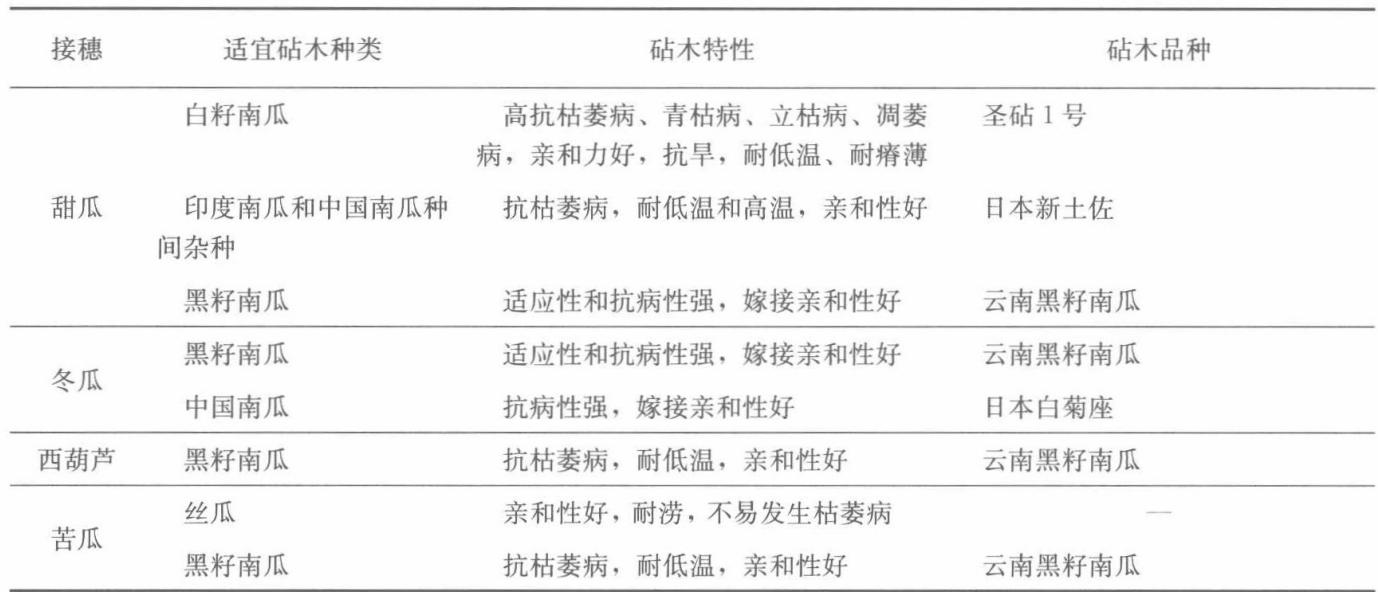 接穗 适宜砧木种类 砧木特性 砧木品种
白籽南瓜 高抗枯萎病、青枯病、立枯病、凋萎 圣砧1号
病，亲和力好，抗旱，耐低温、耐瘠薄
甜瓜 印度南瓜和中国南瓜种 抗枯萎病，耐低温和高温，亲和性好 日本新土佐
间杂种
黑籽南瓜 适应性和抗病性强，嫁接亲和性好 云南黑籽南瓜
黑籽南瓜 适应性和抗病性强，嫁接亲和性好 云南黑籽南瓜
冬瓜
中国南瓜 抗病性强，嫁接亲和性好 日本白菊座
西葫芦 黑籽南瓜 抗枯萎病，耐低温，亲和性好 云南黑籽南瓜
丝瓜 亲和性好，耐涝，不易发生枯萎病 —
苦瓜
黑籽南瓜 抗枯萎病，耐低温，亲和性好 云南黑籽南瓜